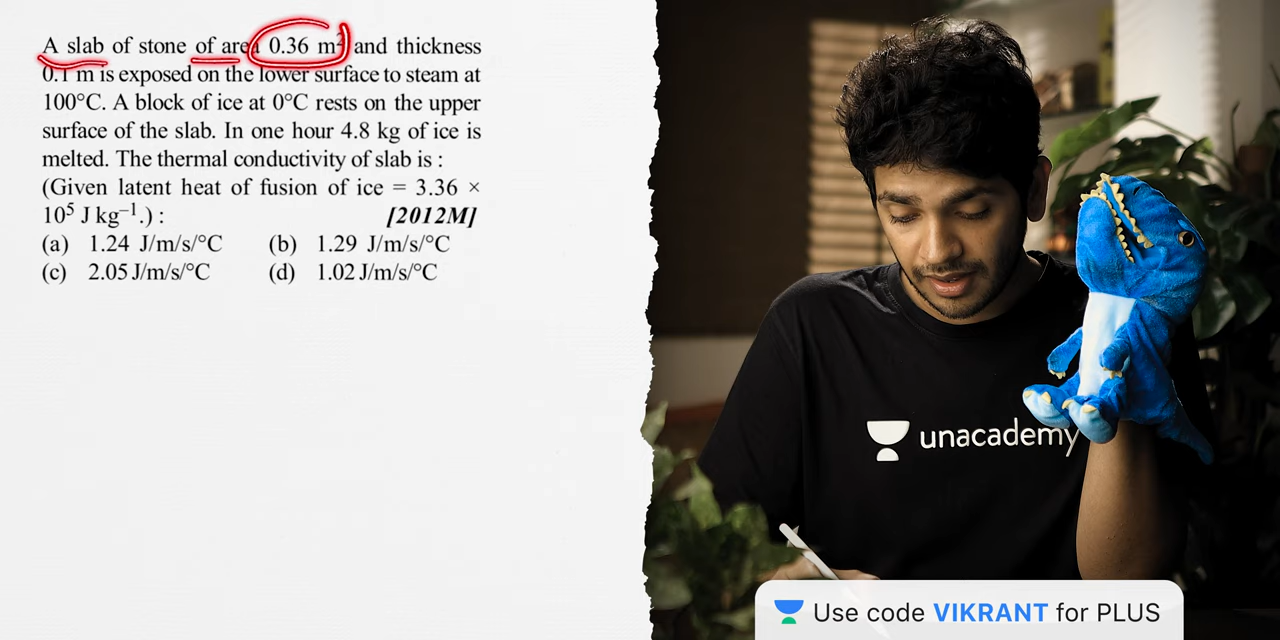 A slab of stone of area 0.36 m² and thickness
0.1 m is exposed on the lower surface to steam at
100°C. A block of ice at 0°C rests on the upper
surface of the slab. In one hour 4.8 kg of ice is
melted. The thermal conductivity of slab is :
(Given latent heat of fusion of ice = 3.36 ×
10⁵ J kg⁻¹.) : [2012M]
(a) 1.24 J/m/s/°C (b) 1.29 J/m/s/°C
(c) 2.05 J/m/s/°C (d) 1.02 J/m/s/°C
unacademy
Use code VIKRANT for PLUS